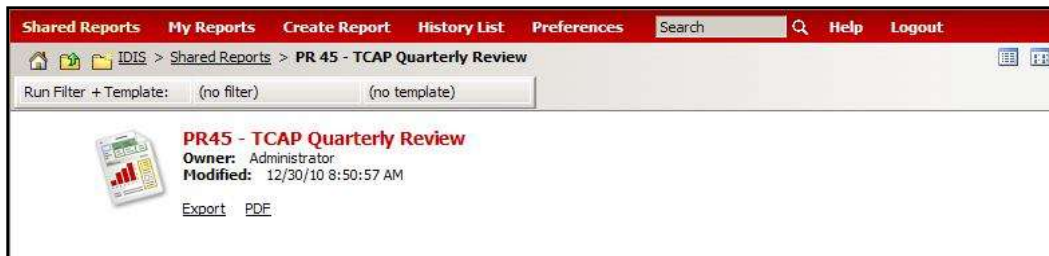 Shared Reports My Reports Create Report History List Preferences Search Help Logout
IDIS > Shared Reports > PR 45 - TCAP Quarterly Review
Run Filter + Template: (no filter) (no template)
PR45 - TCAP Quarterly Review
Owner: Administrator
Modified: 12/30/10 8:50:57 AM
Export PDF